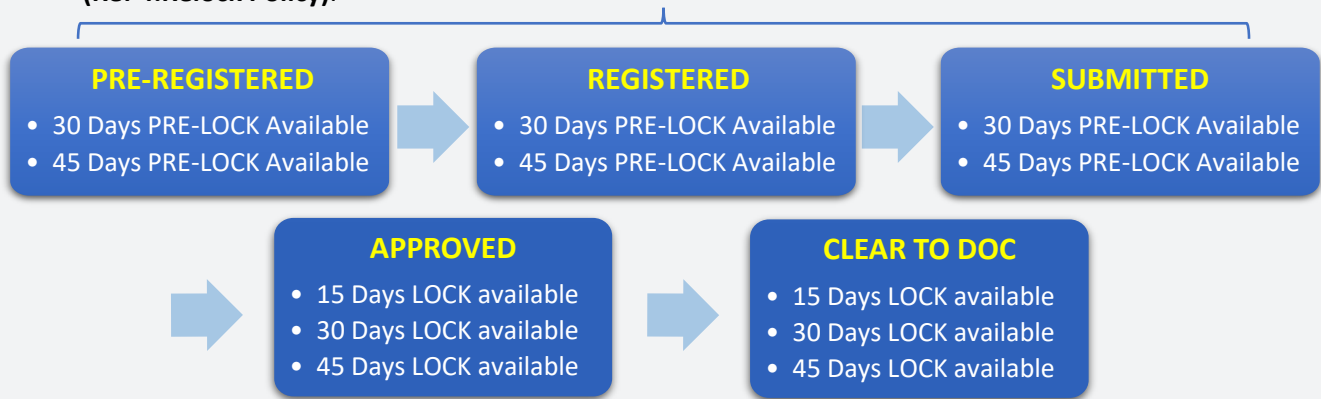 PRE-REGISTERED
• 30 Days PRE-LOCK Available
• 45 Days PRE-LOCK Available
REGISTERED
• 30 Days PRE-LOCK Available
• 45 Days PRE-LOCK Available
SUBMITTED
• 30 Days PRE-LOCK Available
• 45 Days PRE-LOCK Available
APPROVED
• 15 Days LOCK available
• 30 Days LOCK available
• 45 Days LOCK available
CLEAR TO DOC
• 15 Days LOCK available
• 30 Days LOCK available
• 45 Days LOCK available